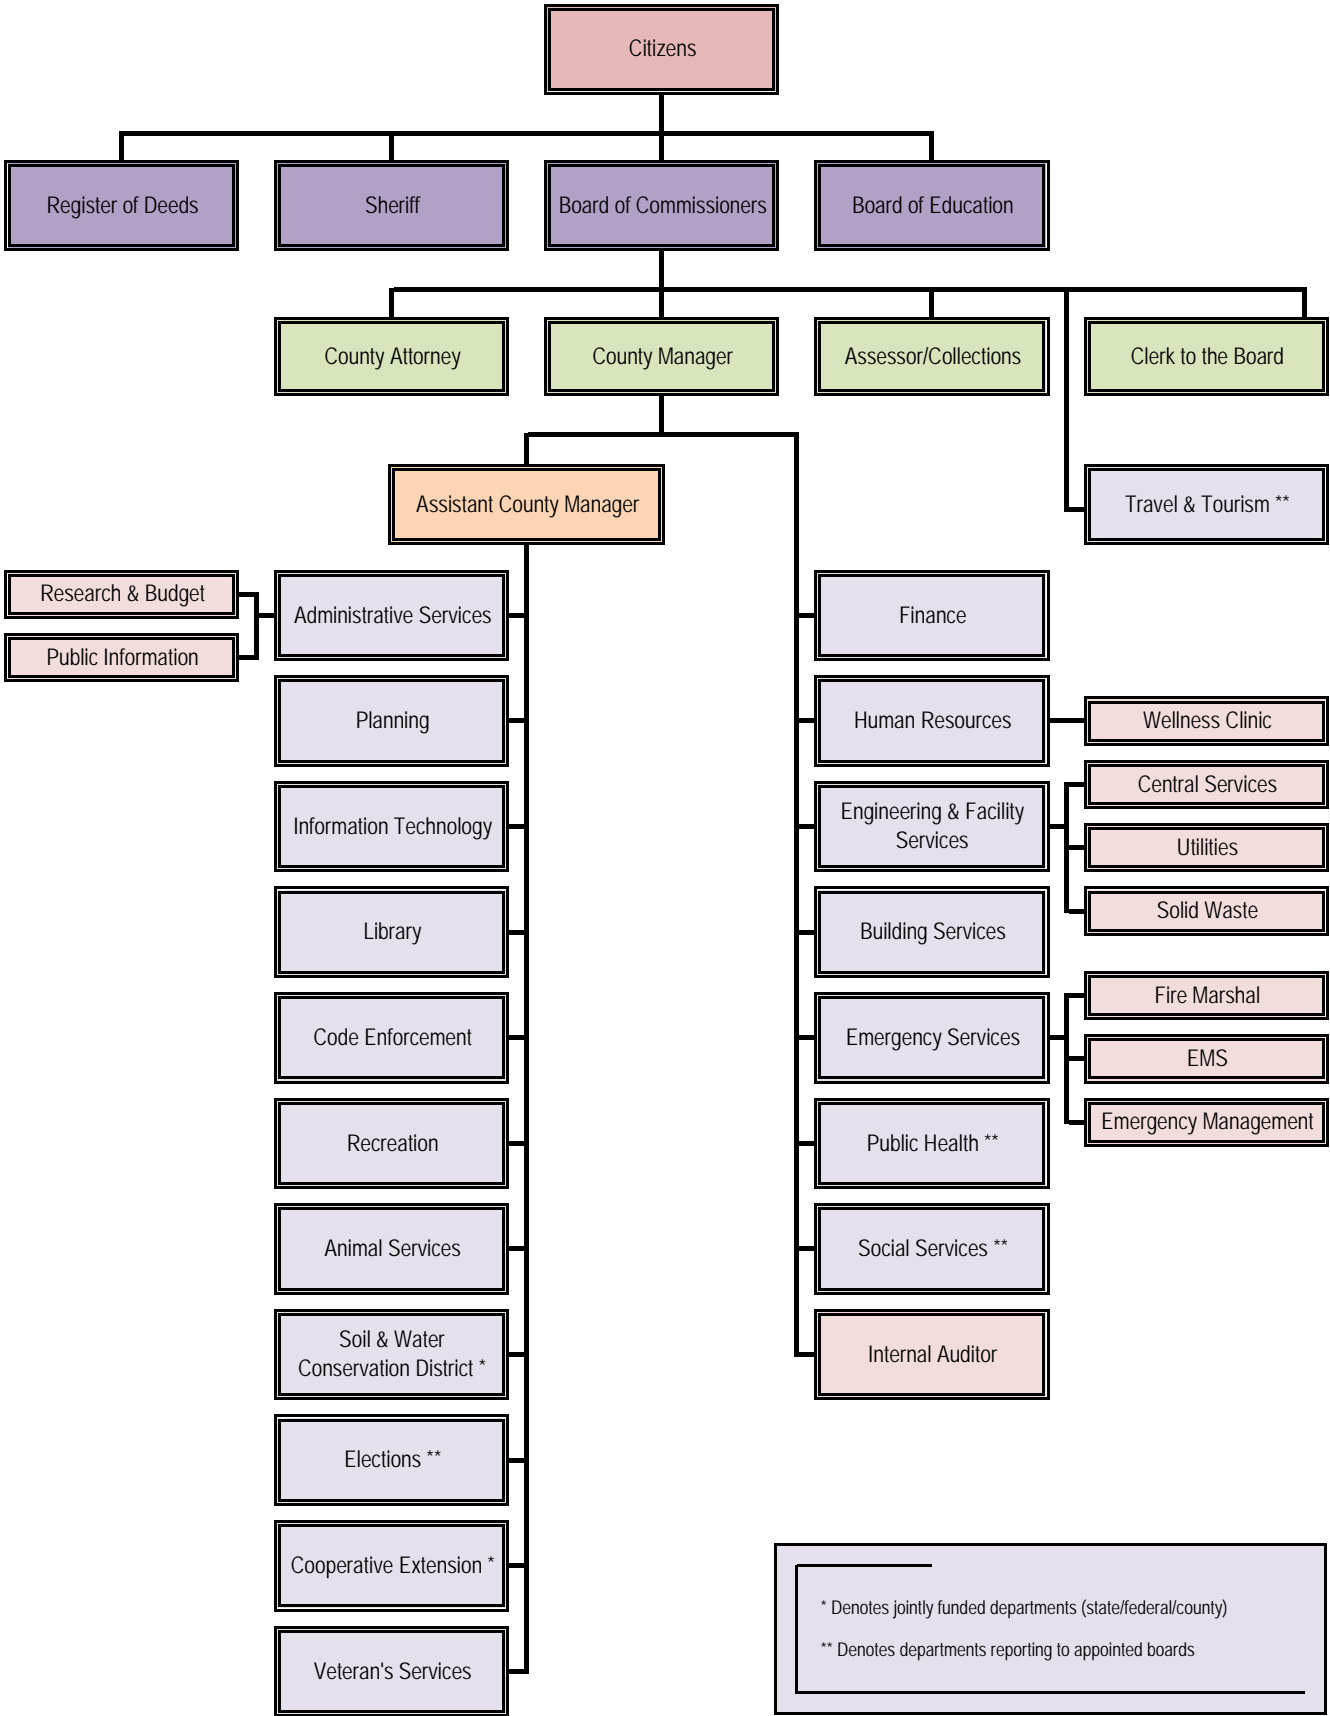 Citizens
Register of Deeds
Sheriff
Board of Commissioners
Board of Education
County Attorney
County Manager
Assessor/Collections
Clerk to the Board
Assistant County Manager
Travel & Tourism **
Research & Budget
Public Information
Administrative Services
Planning
Information Technology
Library
Code Enforcement
Recreation
Animal Services
Soil & Water
Conservation District *
Elections **
Cooperative Extension *
Veteran's Services
Finance
Human Resources
Wellness Clinic
Engineering & Facility
Services
Central Services
Utilities
Solid Waste
Building Services
Emergency Services
Fire Marshal
EMS
Emergency Management
Public Health **
Social Services **
Internal Auditor
* Denotes jointly funded departments (state/federal/county)
** Denotes departments reporting to appointed boards